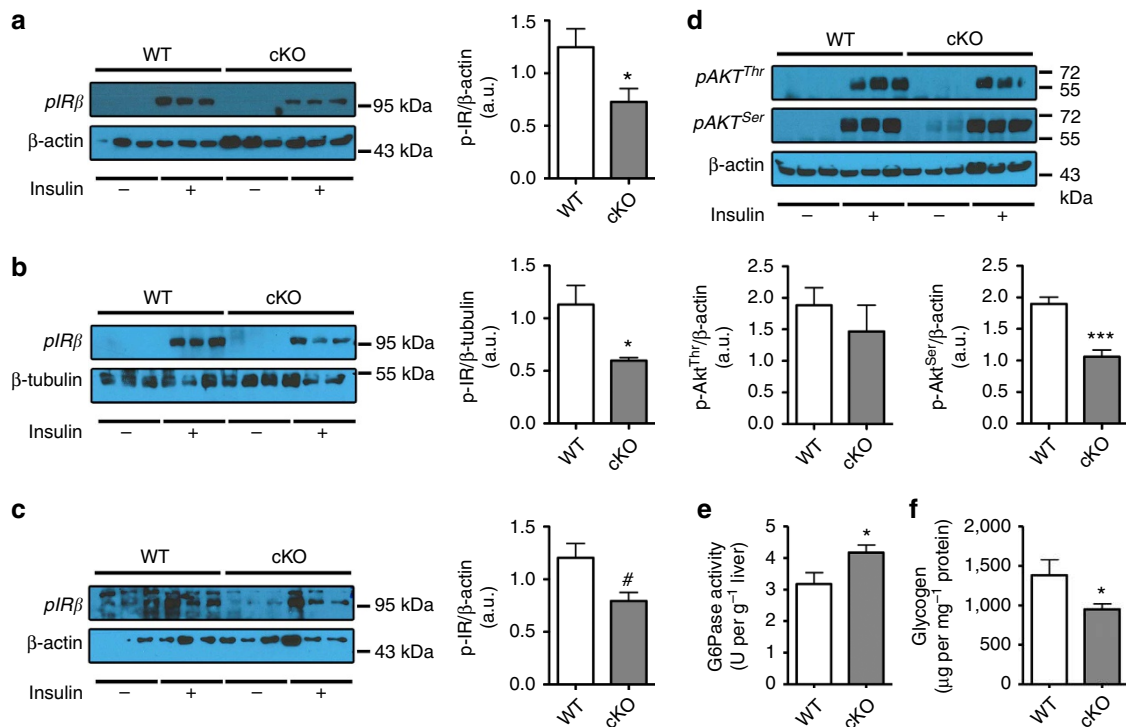 a
WT cKO
pIRβ
95 kDa
β-actin
43 kDa
Insulin – + – +
p-IR/β-actin
(a.u.)
1.5
1.0
0.5
0.0
*
WT
cKO
d
WT cKO
pAKT^Thr
72
55
pAKT^Ser
72
55
β-actin
43
kDa
Insulin – + – +
b
WT cKO
pIRβ
95 kDa
β-tubulin
55 kDa
Insulin – + – +
p-IR/β-tubulin
(a.u.)
1.5
1.0
0.5
0.0
*
WT
cKO
p-Akt^Thr/β-actin
(a.u.)
2.5
2.0
1.5
1.0
0.5
0.0
WT
cKO
p-Akt^Ser/β-actin
(a.u.)
2.5
2.0
1.5
1.0
0.5
0.0
***
WT
cKO
c
WT cKO
pIRβ
95 kDa
β-actin
43 kDa
Insulin – + – +
p-IR/β-actin
(a.u.)
1.5
1.0
0.5
0.0
#
WT
cKO
e
G6Pase activity
(U per g⁻¹ liver)
5
4
3
2
1
0
*
WT
cKO
f
Glycogen
(μg per mg⁻¹ protein)
2,000
1,500
1,000
500
0
*
WT
cKO